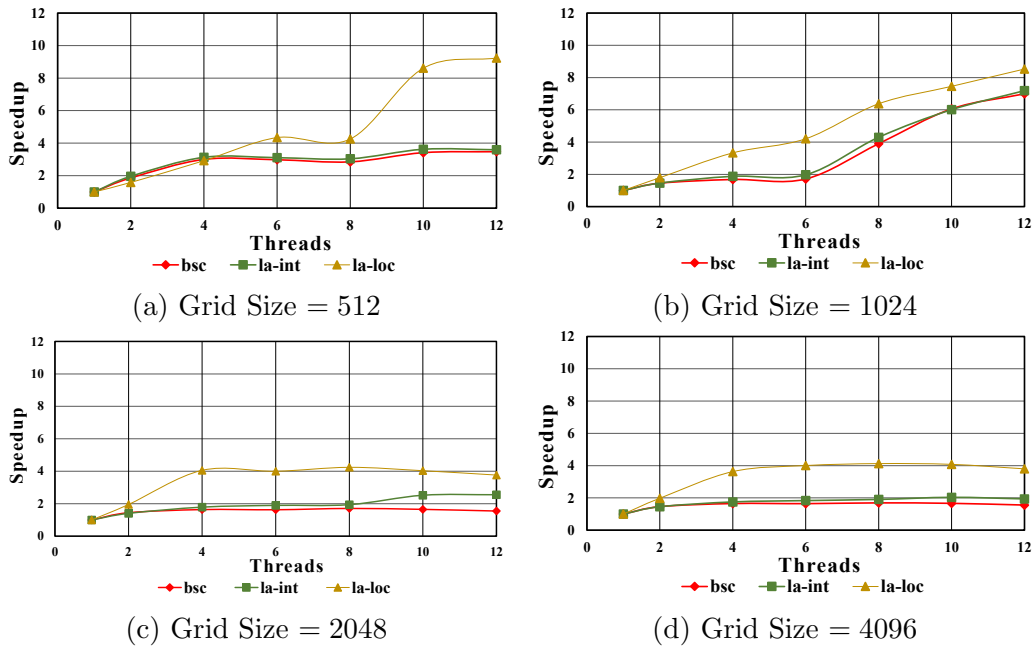 12
10
8
6
4
2
0
Speedup
0 2 4 6 8 10 12
Threads
bsc la-int la-loc
(a) Grid Size = 512
12
10
8
6
4
2
0
Speedup
0 2 4 6 8 10 12
Threads
bsc la-int la-loc
(b) Grid Size = 1024
12
10
8
6
4
2
0
Speedup
0 2 4 6 8 10 12
Threads
bsc la-int la-loc
(c) Grid Size = 2048
12
10
8
6
4
2
0
Speedup
0 2 4 6 8 10 12
Threads
bsc la-int la-loc
(d) Grid Size = 4096